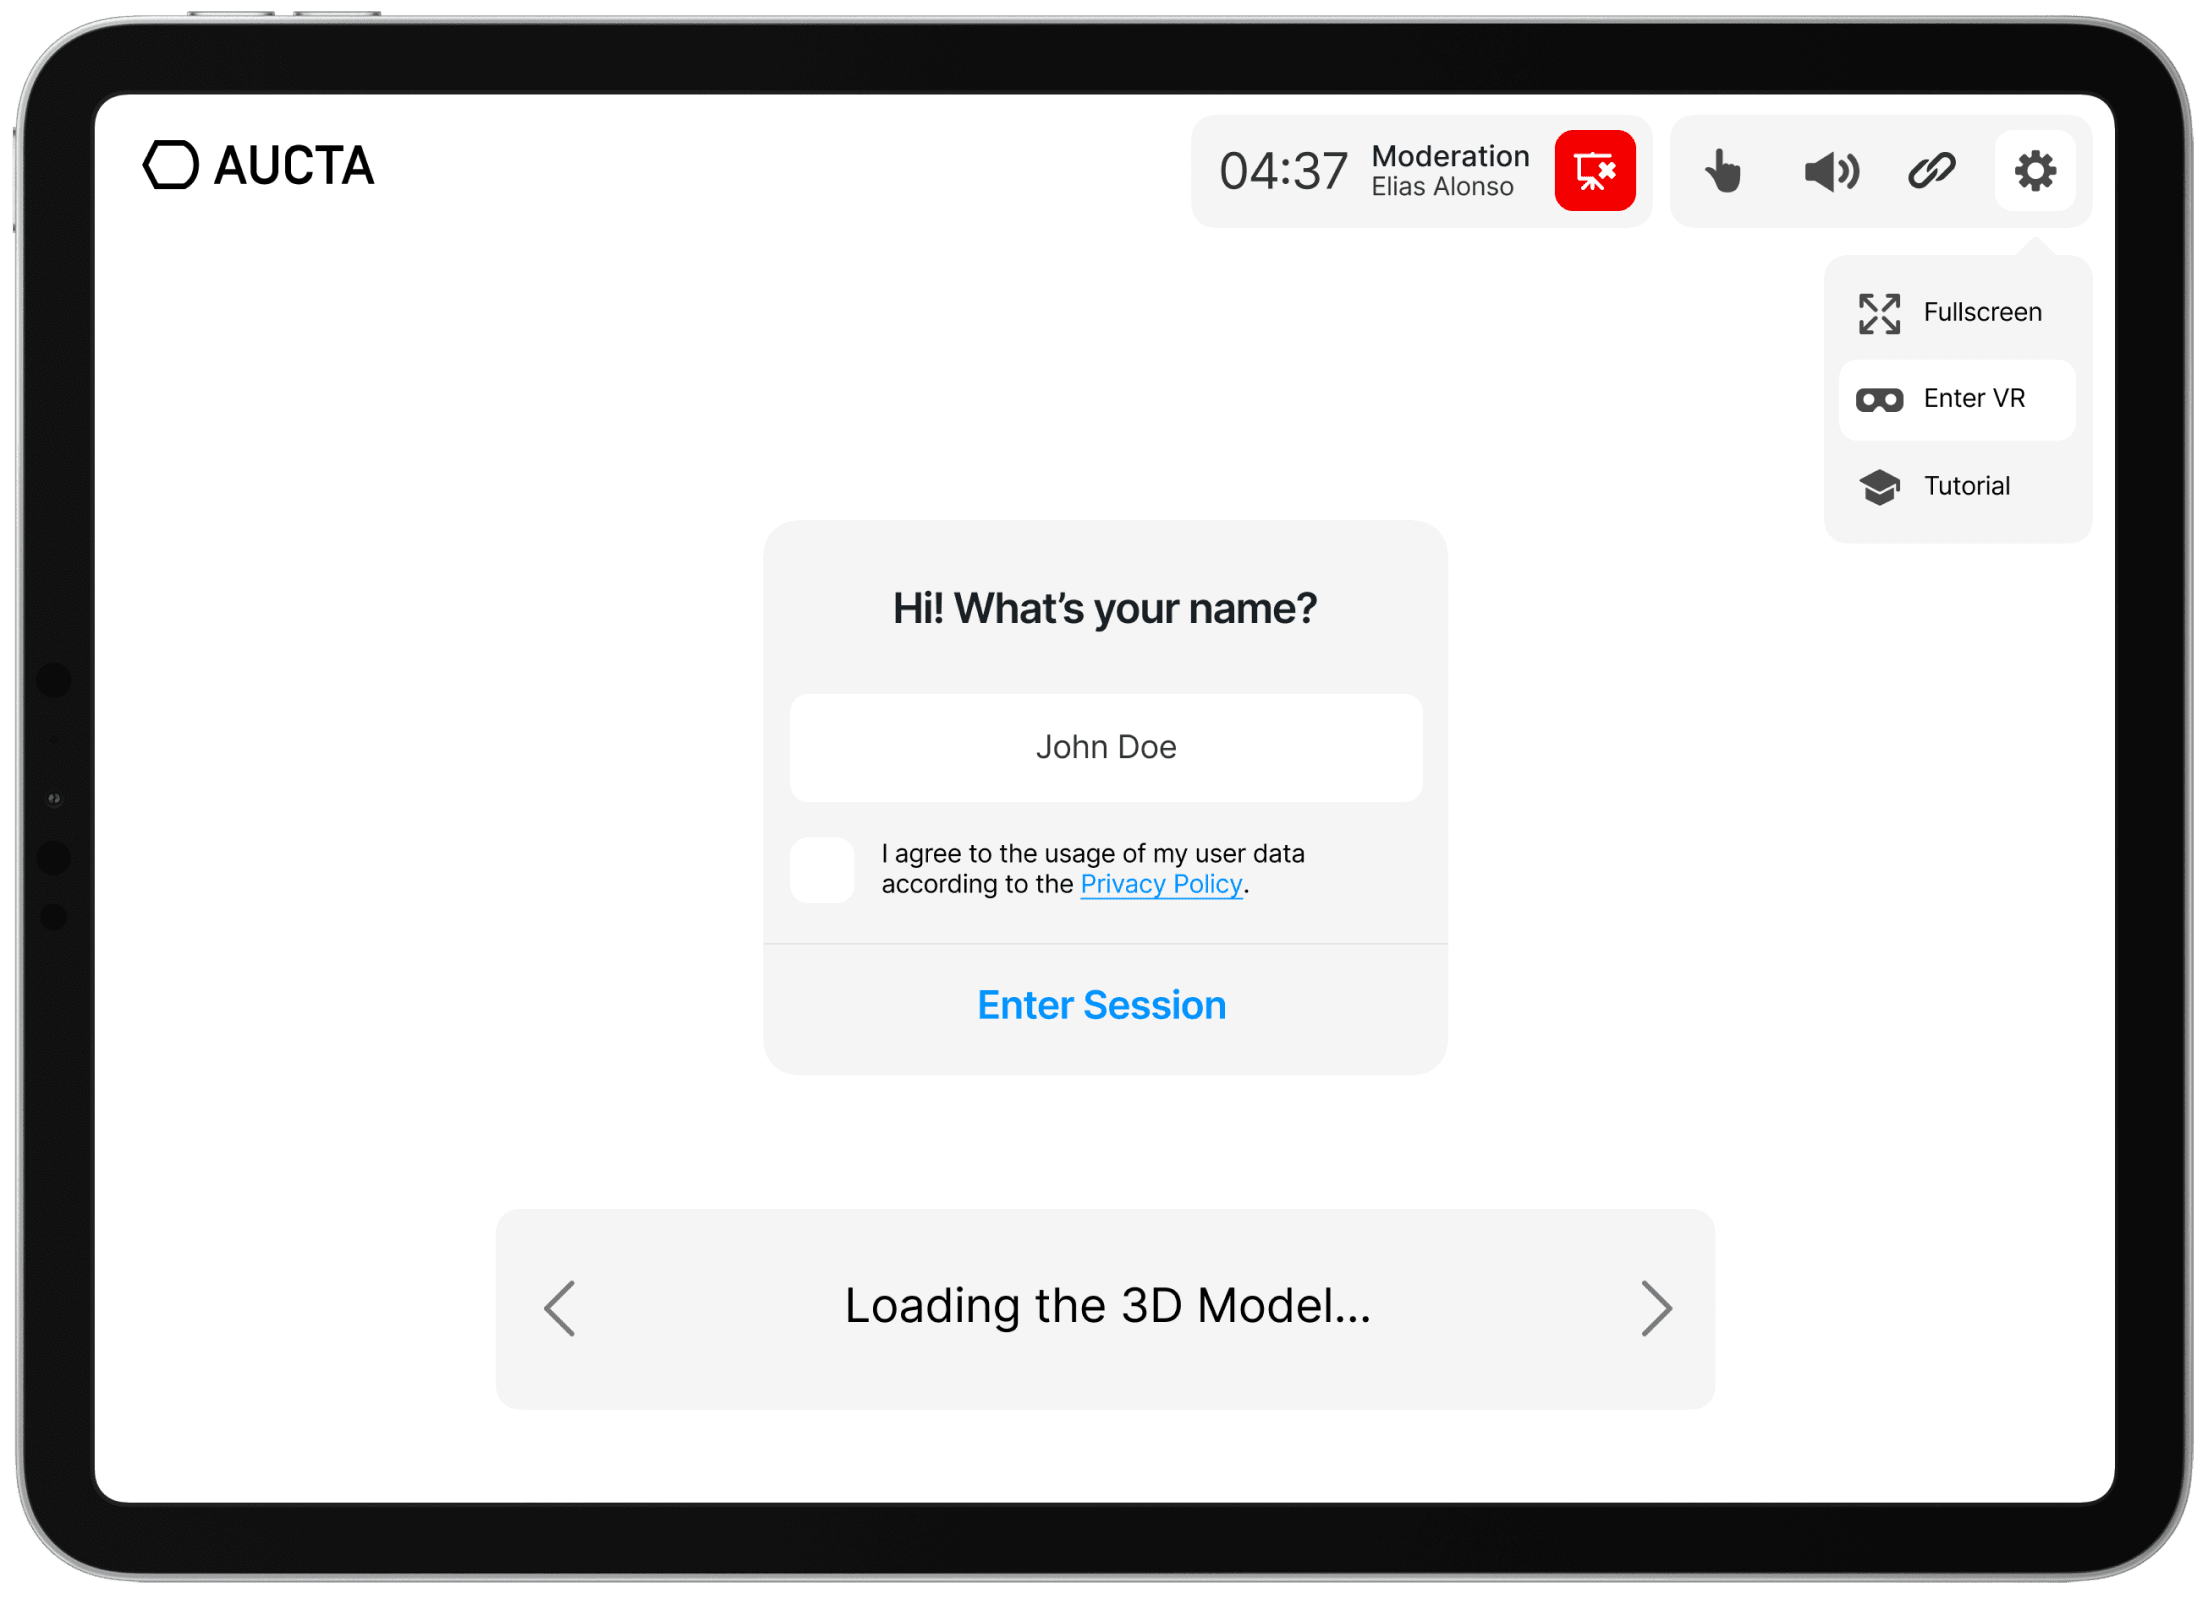 AUCTA
04:37
Moderation
Elias Alonso
Fullscreen
Enter VR
Tutorial
Hi! What’s your name?
John Doe
I agree to the usage of my user data
according to the Privacy Policy.
Enter Session
Loading the 3D Model...